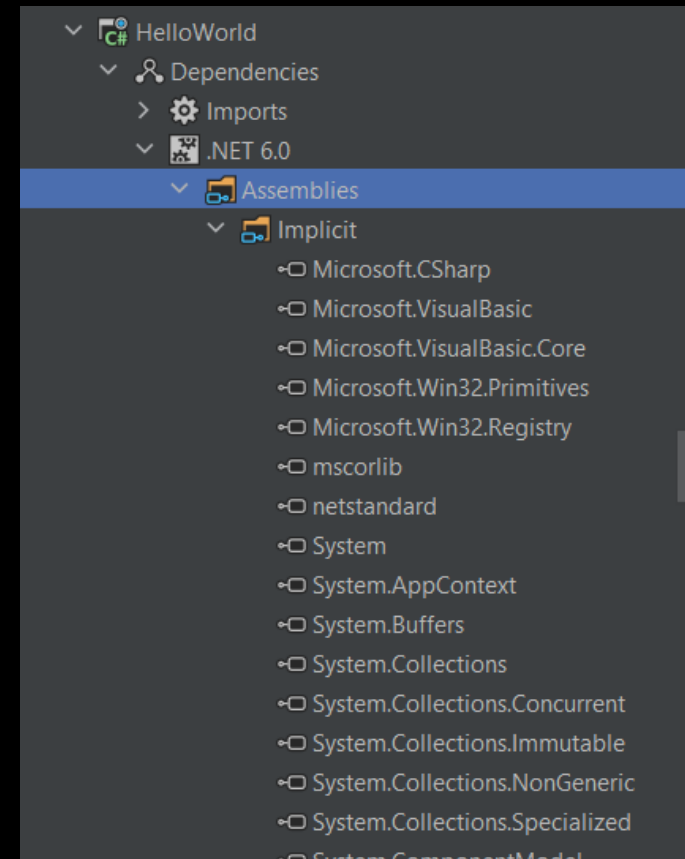 C# HelloWorld
Dependencies
Imports
.NET 6.0
Assemblies
Implicit
Microsoft.CSharp
Microsoft.VisualBasic
Microsoft.VisualBasic.Core
Microsoft.Win32.Primitives
Microsoft.Win32.Registry
mscorlib
netstandard
System
System.AppContext
System.Buffers
System.Collections
System.Collections.Concurrent
System.Collections.Immutable
System.Collections.NonGeneric
System.Collections.Specialized
System.ComponentModel